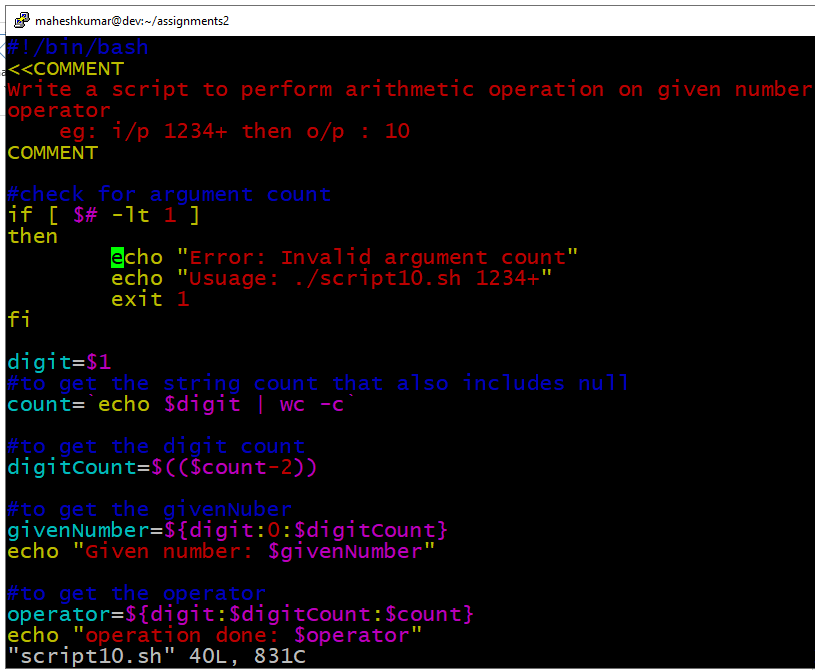 maheshkumar@dev:~/assignments2
#!/bin/bash
<<COMMENT
Write a script to perform arithmetic operation on given number
operator
    eg: i/p 1234+ then o/p : 10
COMMENT

#check for argument count
if [ $# -lt 1 ]
then
        echo "Error: Invalid argument count"
        echo "Usuage: ./script10.sh 1234+"
        exit 1
fi

digit=$1
#to get the string count that also includes null
count=`echo $digit | wc -c`

#to get the digit count
digitCount=$(($count-2))

#to get the givenNuber
givenNumber=${digit:0:$digitCount}
echo "Given number: $givenNumber"

#to get the operator
operator=${digit:$digitCount:$count}
echo "operation done: $operator"
"script10.sh" 40L, 831C